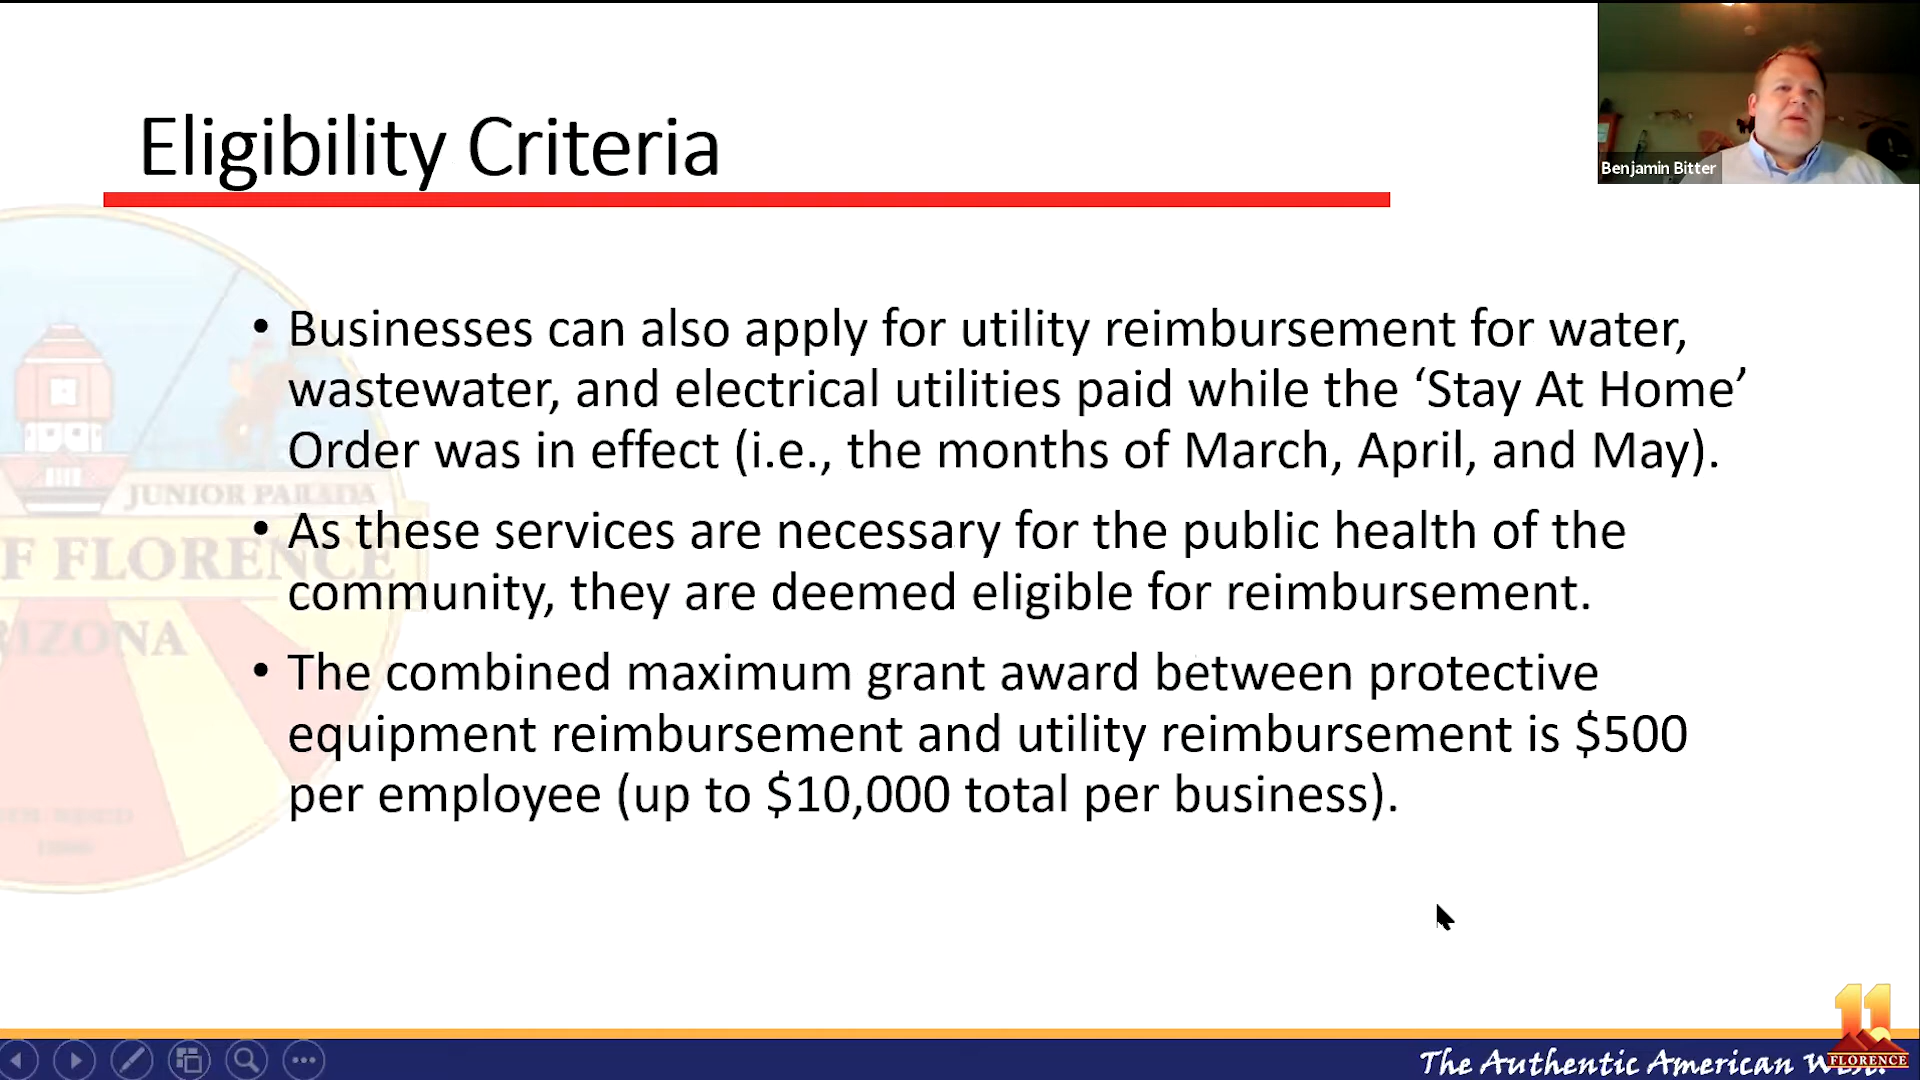 Eligibility Criteria
Benjamin Bitter
• Businesses can also apply for utility reimbursement for water,
wastewater, and electrical utilities paid while the ‘Stay At Home’
Order was in effect (i.e., the months of March, April, and May).
• As these services are necessary for the public health of the
community, they are deemed eligible for reimbursement.
• The combined maximum grant award between protective
equipment reimbursement and utility reimbursement is $500
per employee (up to $10,000 total per business).
JUNIOR PARADA
F FLORENCE
RIZONA
The Authentic American West
11
FLORENCE